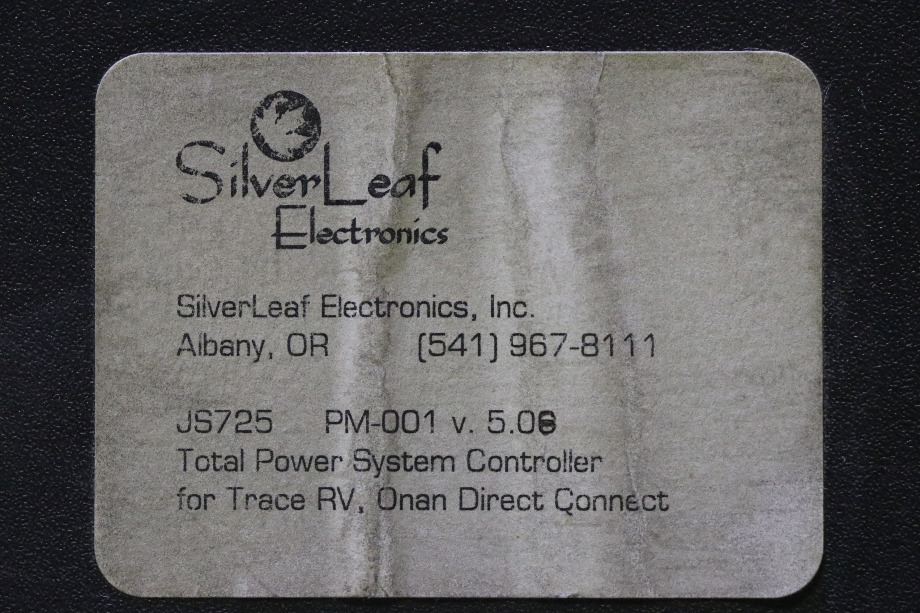 SilverLeaf
Electronics
SilverLeaf Electronics, Inc.
Albany, OR (541) 967-8111
JS725 PM-001 v. 5.06
Total Power System Controller
for Trace RV, Onan Direct Connect